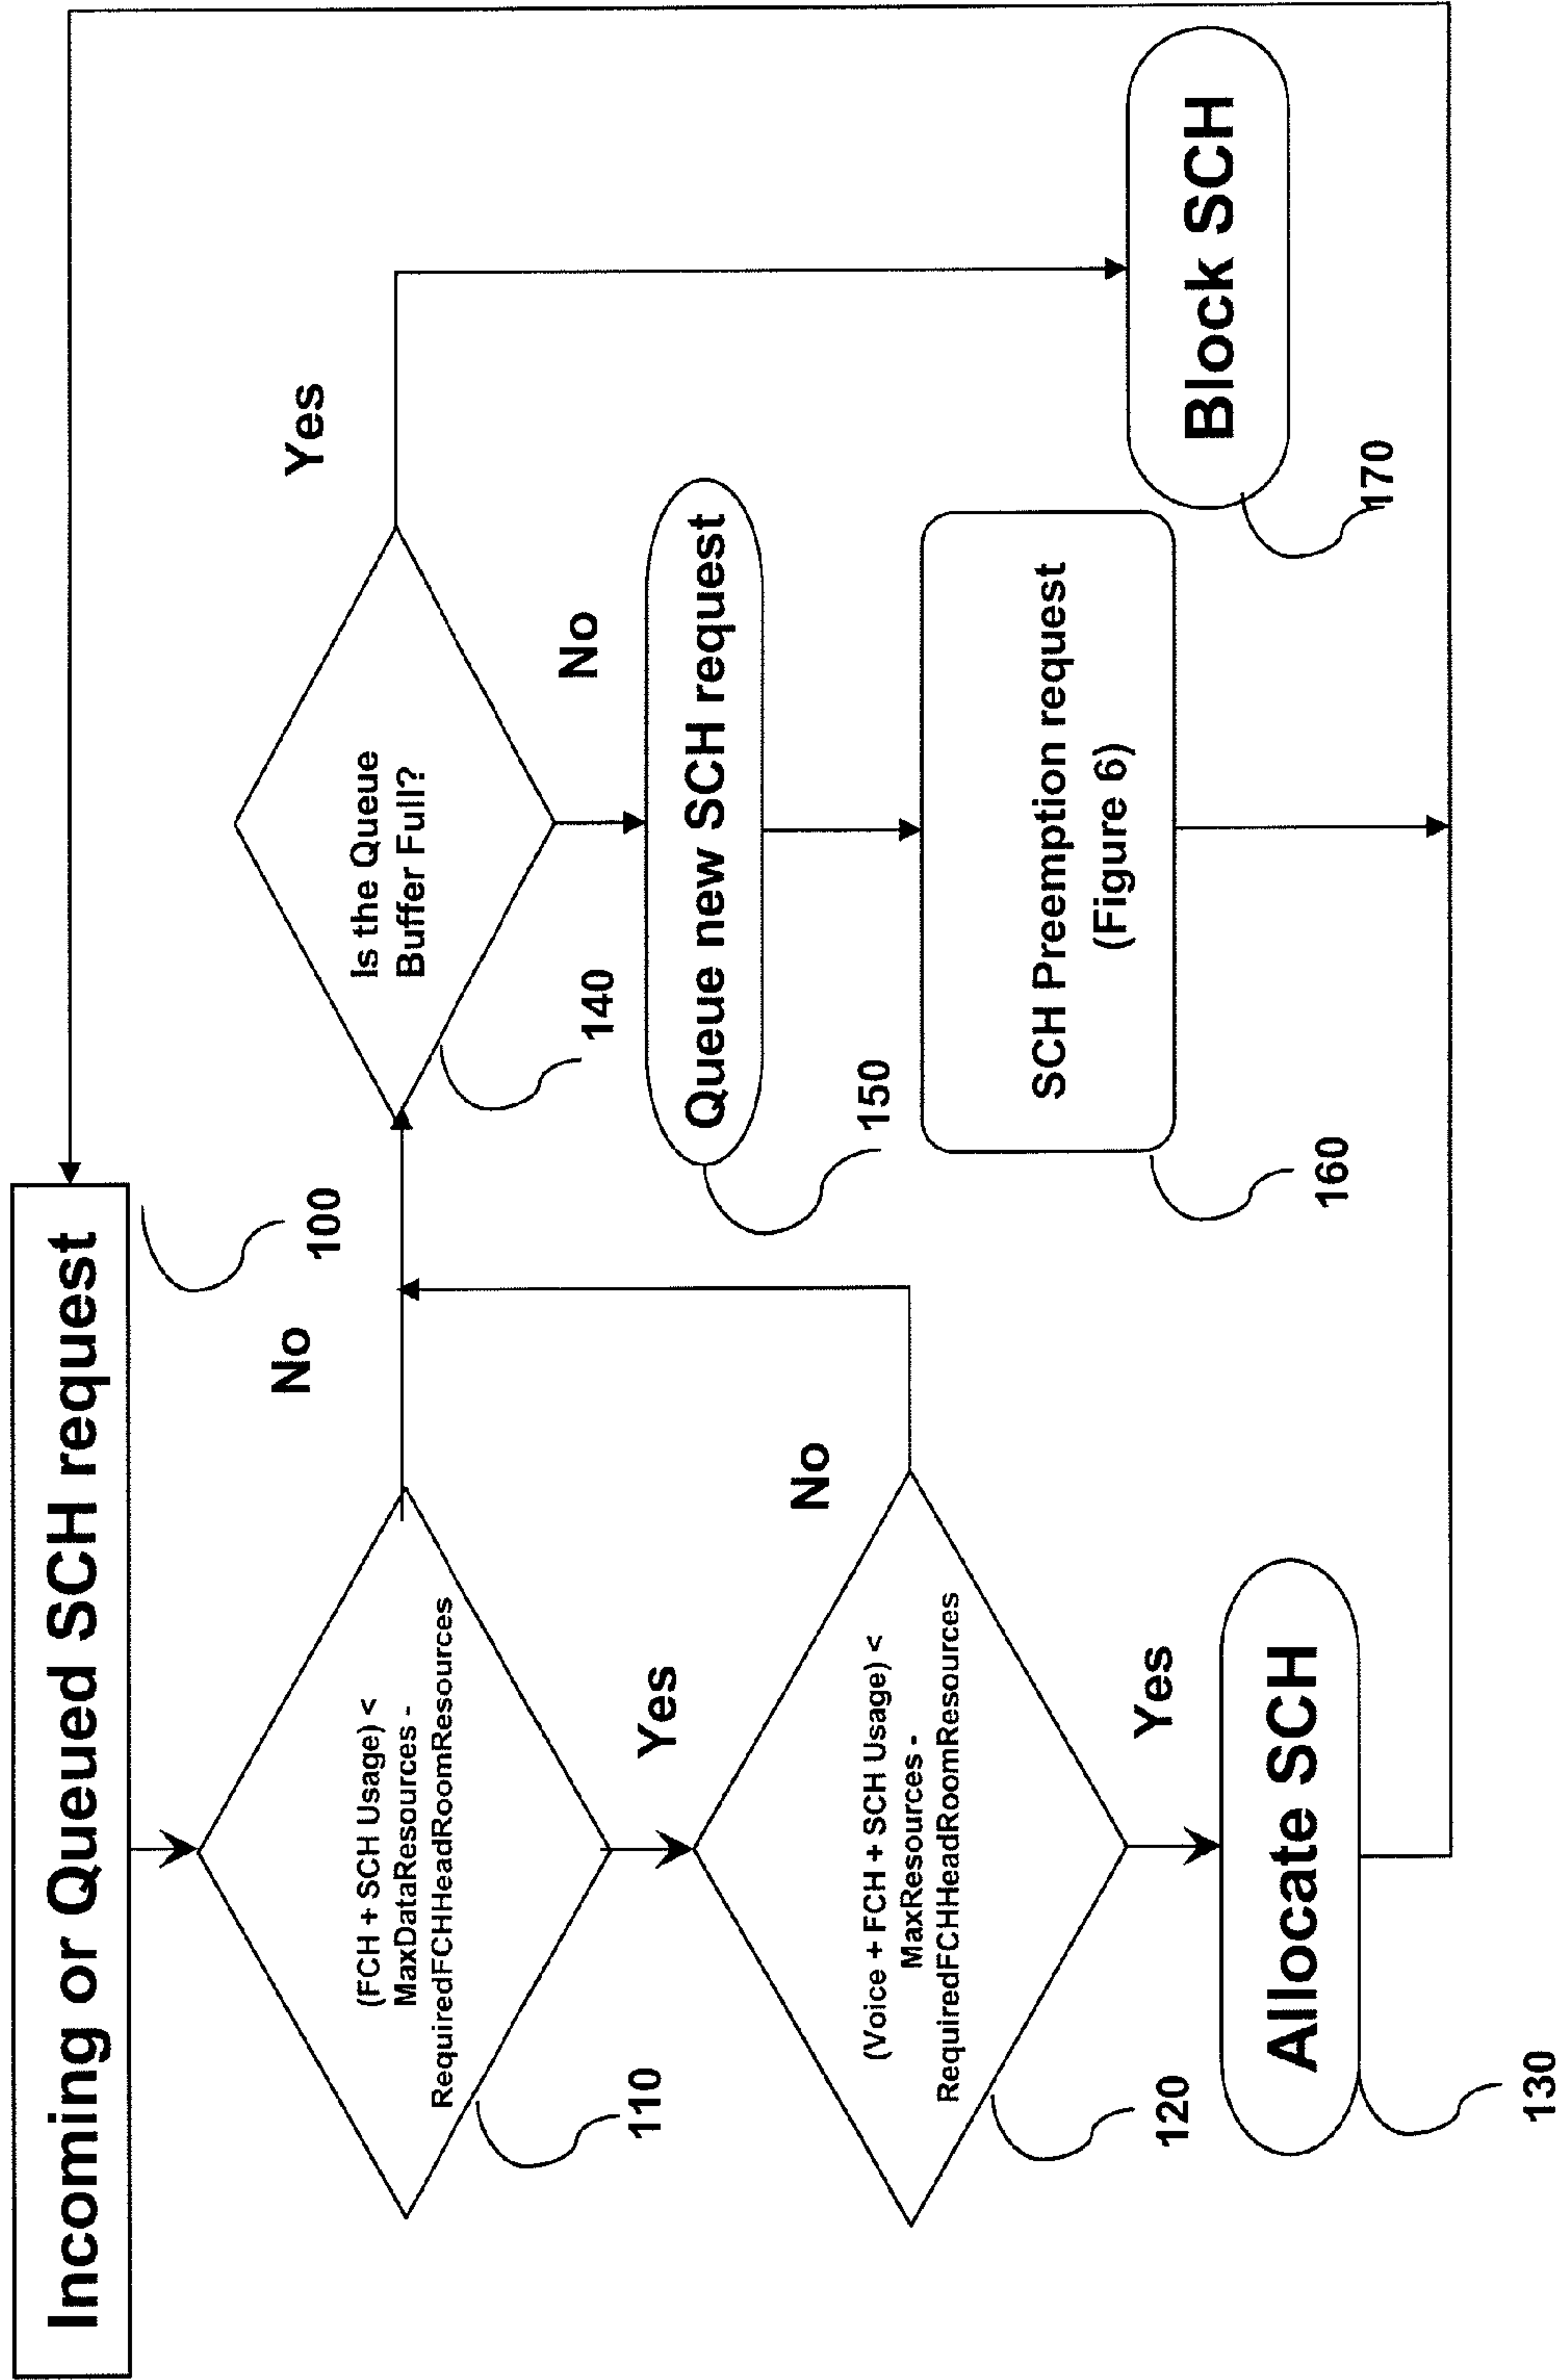 Incoming or Queued SCH request
100
(FCH + SCH Usage) <
MaxDataResources -
RequiredFCHHeadRoomResources
110
No
Yes
(Voice + FCH + SCH Usage) <
MaxResources -
RequiredFCHHeadRoomResources
120
No
Yes
Allocate SCH
130
Is the Queue
Buffer Full?
140
Yes
No
Queue new SCH request
150
SCH Preemption request
(Figure 6)
160
Block SCH
170